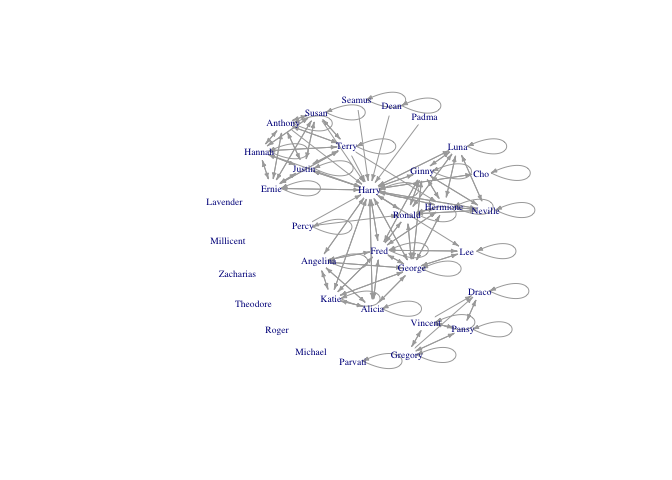 Seamus
Dean
Susan
Padma
Anthony
Terry
Luna
Hannah
Justin
Ginny
Cho
Ernie
Harry
Lavender
Ronald
Hermione
Neville
Percy
Millicent
Fred
Lee
Angelina
George
Zacharias
Draco
Katie
Theodore
Alicia
Vincent
Pansy
Roger
Michael
Gregory
Parvati